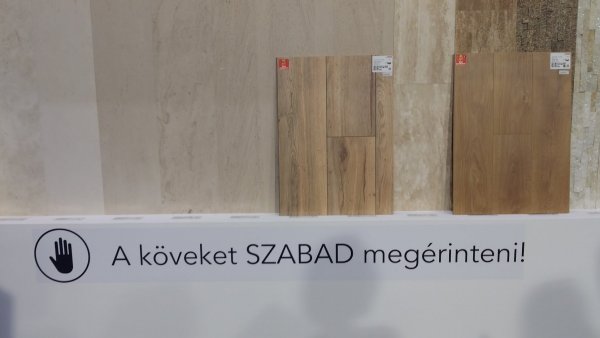 A köveket SZABAD megérinteni!